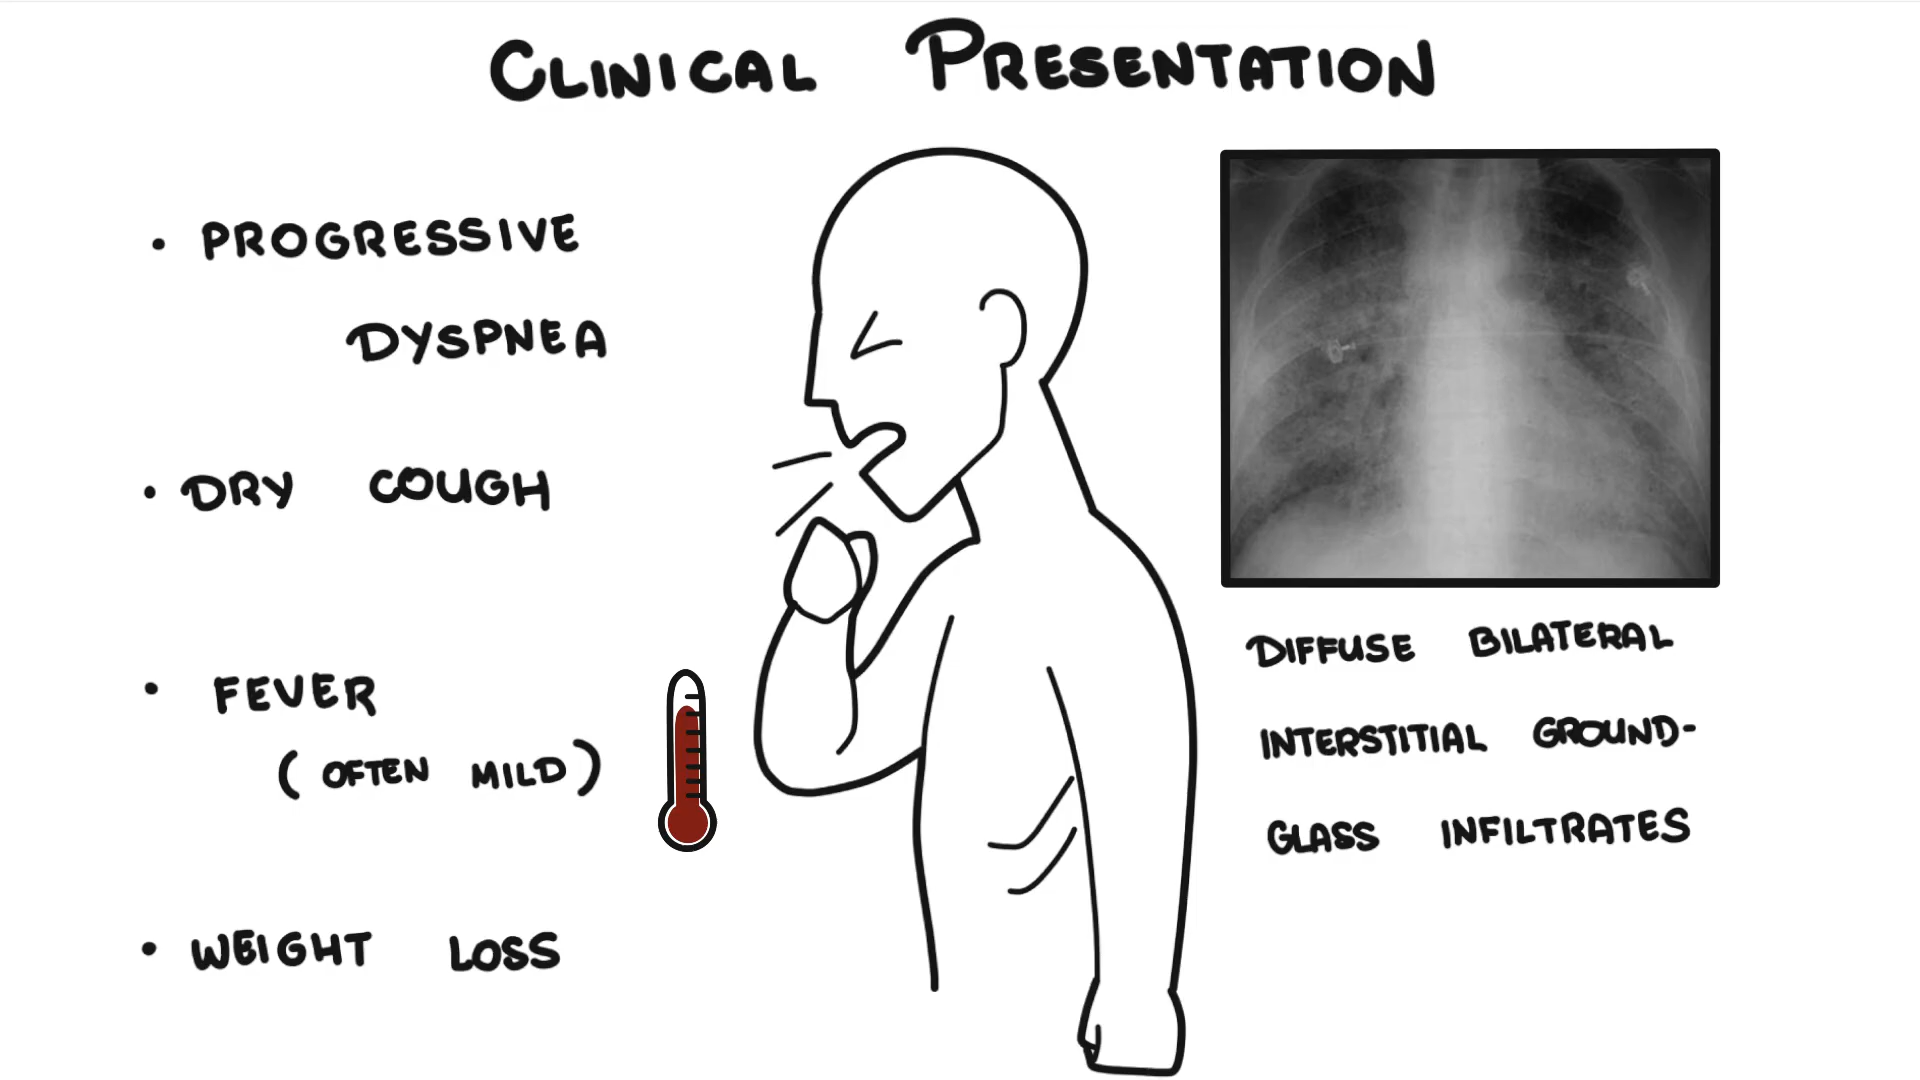 CLINICAL PRESENTATION
• PROGRESSIVE
DYSPNEA
• DRY COUGH
• FEVER
(OFTEN MILD)
• WEIGHT LOSS
DIFFUSE BILATERAL
INTERSTITIAL GROUND-
GLASS INFILTRATES